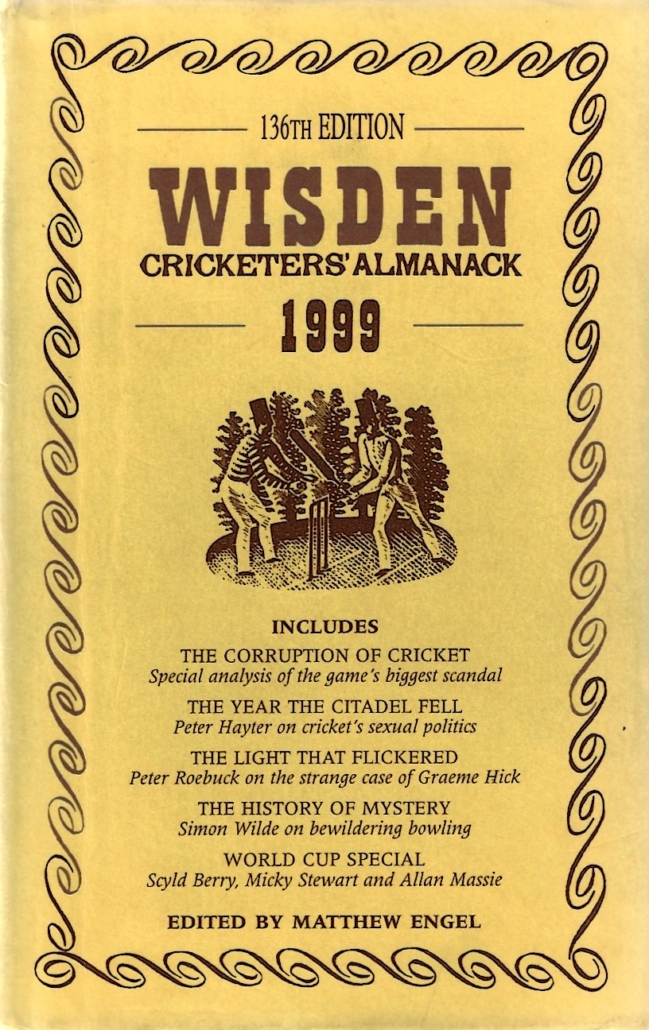 136TH EDITION
WISDEN
CRICKETERS' ALMANACK
1999
INCLUDES
THE CORRUPTION OF CRICKET
Special analysis of the game's biggest scandal
THE YEAR THE CITADEL FELL
Peter Hayter on cricket's sexual politics
THE LIGHT THAT FLICKERED
Peter Roebuck on the strange case of Graeme Hick
THE HISTORY OF MYSTERY
Simon Wilde on bewildering bowling
WORLD CUP SPECIAL
Scyld Berry, Micky Stewart and Allan Massie
EDITED BY MATTHEW ENGEL